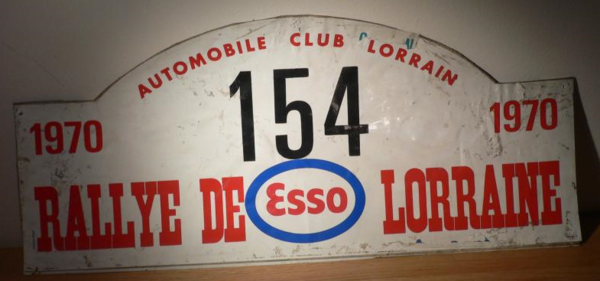 AUTOMOBILE CLUB LORRAIN
154
1970 1970
RALLYE DE Esso LORRAINE